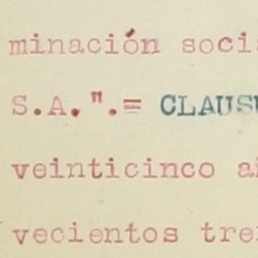 minación soci
S.A.".= CLAUS
veinticinco a
vecientos tre